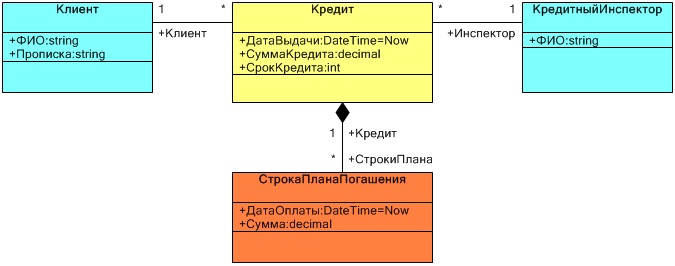 Клиент
+ФИО:string
+Прописка:string
1
*
+Клиент
Кредит
+ДатаВыдачи:DateTime=Now
+СуммаКредита:decimal
+СрокКредита:int
*
1
+Инспектор
КредитныйИнспектор
+ФИО:string
1
+Кредит
*
+СтрокиПлана
СтрокаПланаПогашения
+ДатаОплаты:DateTime=Now
+Сумма:decimal